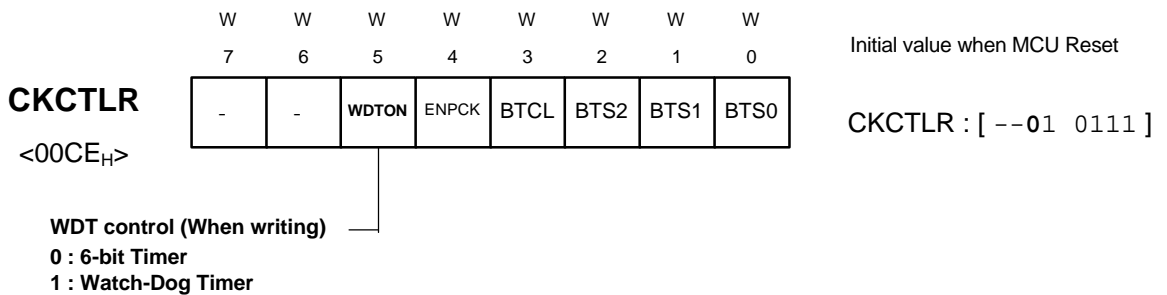 W W W W W W W W
7 6 5 4 3 2 1 0
Initial value when MCU Reset
CKCTLR - - WDTON ENPCK BTCL BTS2 BTS1 BTS0
CKCTLR : [ --01 0111 ]
<00CEH>
WDT control (When writing)
0 : 6-bit Timer
1 : Watch-Dog Timer